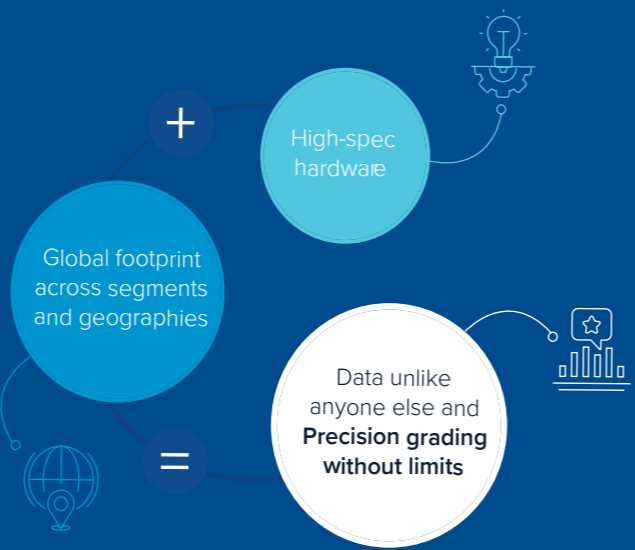 +
High-spec
hardware
Global footprint
across segments
and geographies
=
Data unlike
anyone else and
Precision grading
without limits